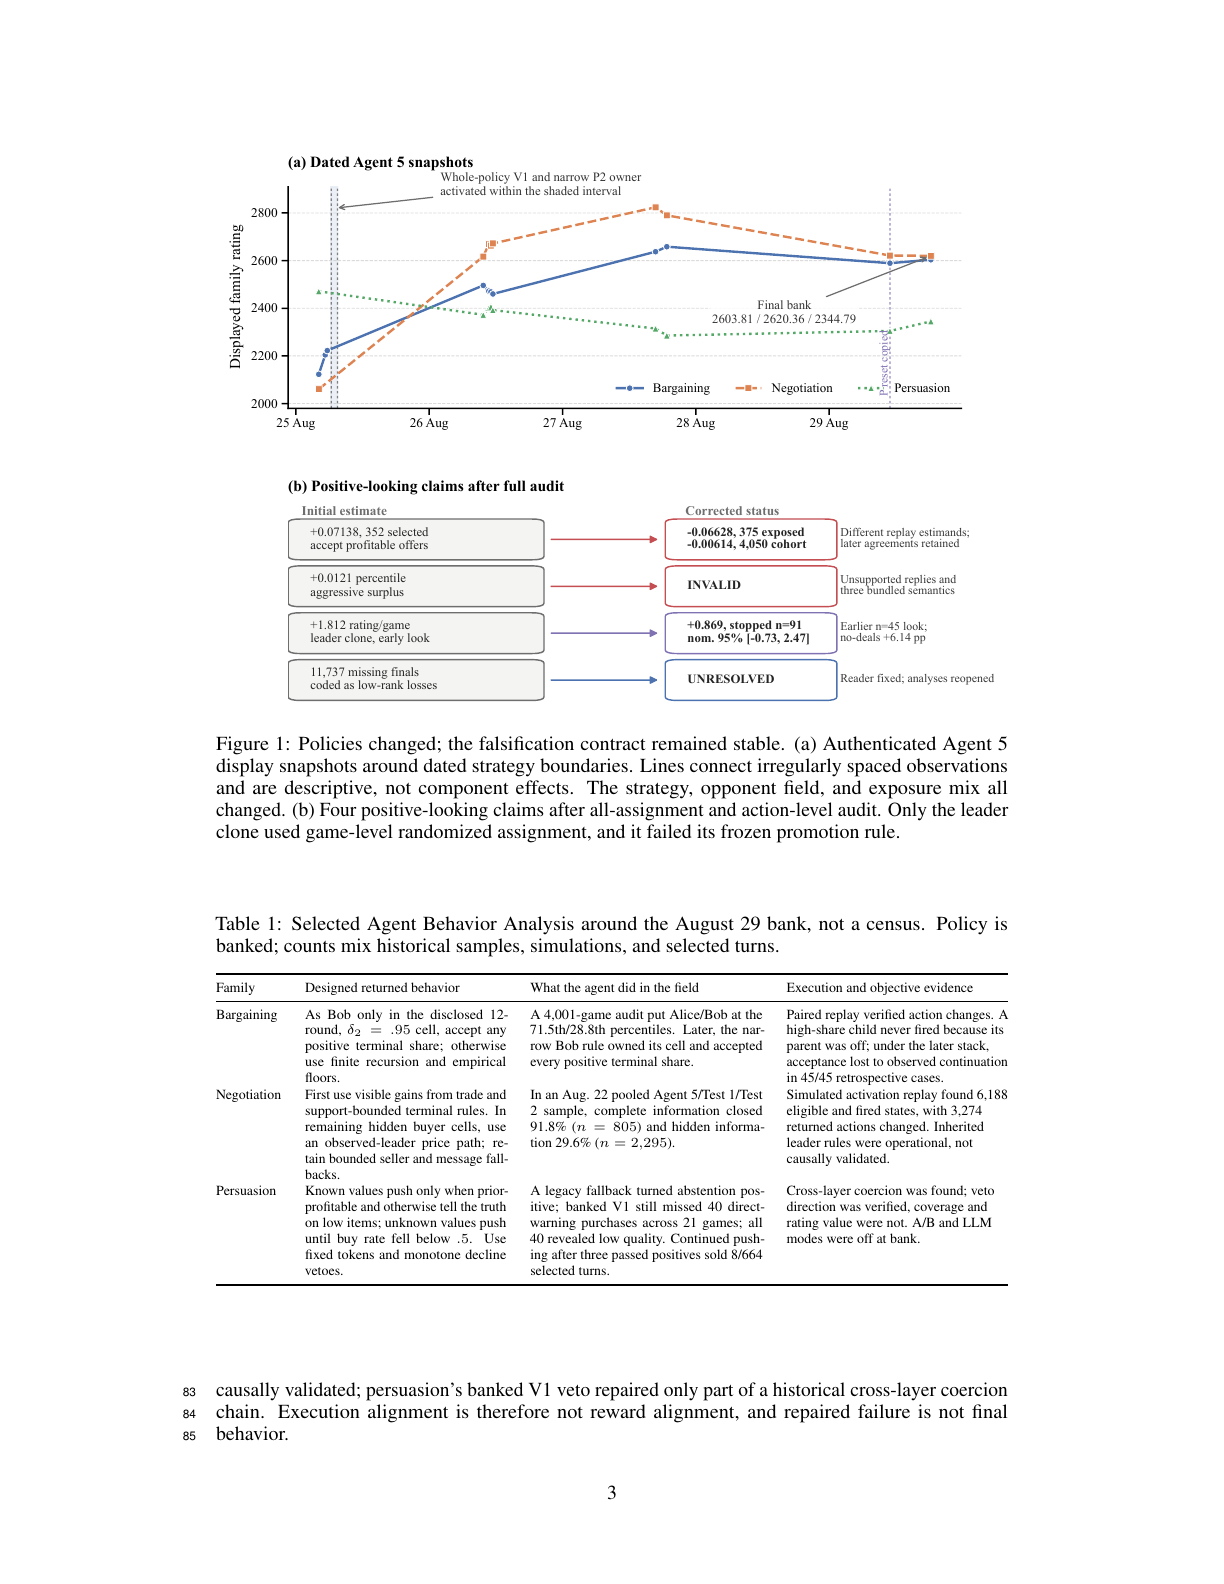 (a) Dated Agent 5 snapshots
Whole-policy V1 and narrow P2 owner
activated within the shaded interval
Displayed family rating
2800
2600
2400
2200
2000
Final bank
2603.81 / 2620.36 / 2344.79
P reset copied
Bargaining
Negotiation
Persuasion
25 Aug
26 Aug
27 Aug
28 Aug
29 Aug
(b) Positive-looking claims after full audit
Initial estimate
Corrected status
+0.07138, 352 selected
accept profitable offers
-0.06628, 375 exposed
-0.00614, 4,050 cohort
Different replay estimands;
later agreements retained
+0.0121 percentile
aggressive surplus
INVALID
Unsupported replies and
three bundled semantics
+1.812 rating/game
leader clone, early look
+0.869, stopped n=91
nom. 95% [-0.73, 2.47]
Earlier n=45 look;
no-deals +6.14 pp
11,737 missing finals
coded as low-rank losses
UNRESOLVED
Reader fixed; analyses reopened
Figure 1: Policies changed; the falsification contract remained stable. (a) Authenticated Agent 5
display snapshots around dated strategy boundaries. Lines connect irregularly spaced observations
and are descriptive, not component effects. The strategy, opponent field, and exposure mix all
changed. (b) Four positive-looking claims after all-assignment and action-level audit. Only the leader
clone used game-level randomized assignment, and it failed its frozen promotion rule.
Table 1: Selected Agent Behavior Analysis around the August 29 bank, not a census. Policy is
banked; counts mix historical samples, simulations, and selected turns.
Family
Designed returned behavior
What the agent did in the field
Execution and objective evidence
Bargaining
As Bob only in the disclosed 12-
round, δ₂ = .95 cell, accept any
positive terminal share; otherwise
use finite recursion and empirical
floors.
A 4,001-game audit put Alice/Bob at the
71.5th/28.8th percentiles. Later, the nar-
row Bob rule owned its cell and accepted
every positive terminal share.
Paired replay verified action changes. A
high-share child never fired because its
parent was off; under the later stack,
acceptance lost to observed continuation
in 45/45 retrospective cases.
Negotiation
First use visible gains from trade and
support-bounded terminal rules. In
remaining hidden buyer cells, use
an observed-leader price path; re-
tain bounded seller and message fall-
backs.
In an Aug. 22 pooled Agent 5/Test 1/Test
2 sample, complete information closed
91.8% (n = 805) and hidden informa-
tion 29.6% (n = 2,295).
Simulated activation replay found 6,188
eligible and fired states, with 3,274
returned actions changed. Inherited
leader rules were operational, not
causally validated.
Persuasion
Known values push only when prior-
profitable and otherwise tell the truth
on low items; unknown values push
until buy rate fell below .5. Use
fixed tokens and monotone decline
vetoes.
A legacy fallback turned abstention pos-
itive; banked V1 still missed 40 direct-
warning purchases across 21 games; all
40 revealed low quality. Continued push-
ing after three passed positives sold 8/664
selected turns.
Cross-layer coercion was found; veto
direction was verified, coverage and
rating value were not. A/B and LLM
modes were off at bank.
83 causally validated; persuasion's banked V1 veto repaired only part of a historical cross-layer coercion
84 chain. Execution alignment is therefore not reward alignment, and repaired failure is not final
85 behavior.
3